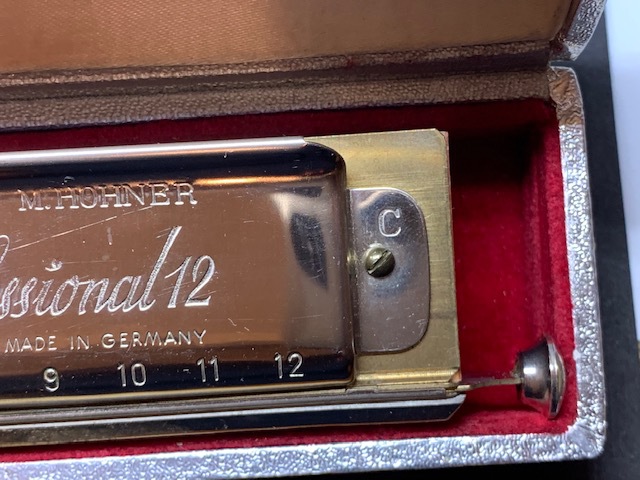 M. HOHNER
C
ssional 12
MADE IN GERMANY
9 10 11 12